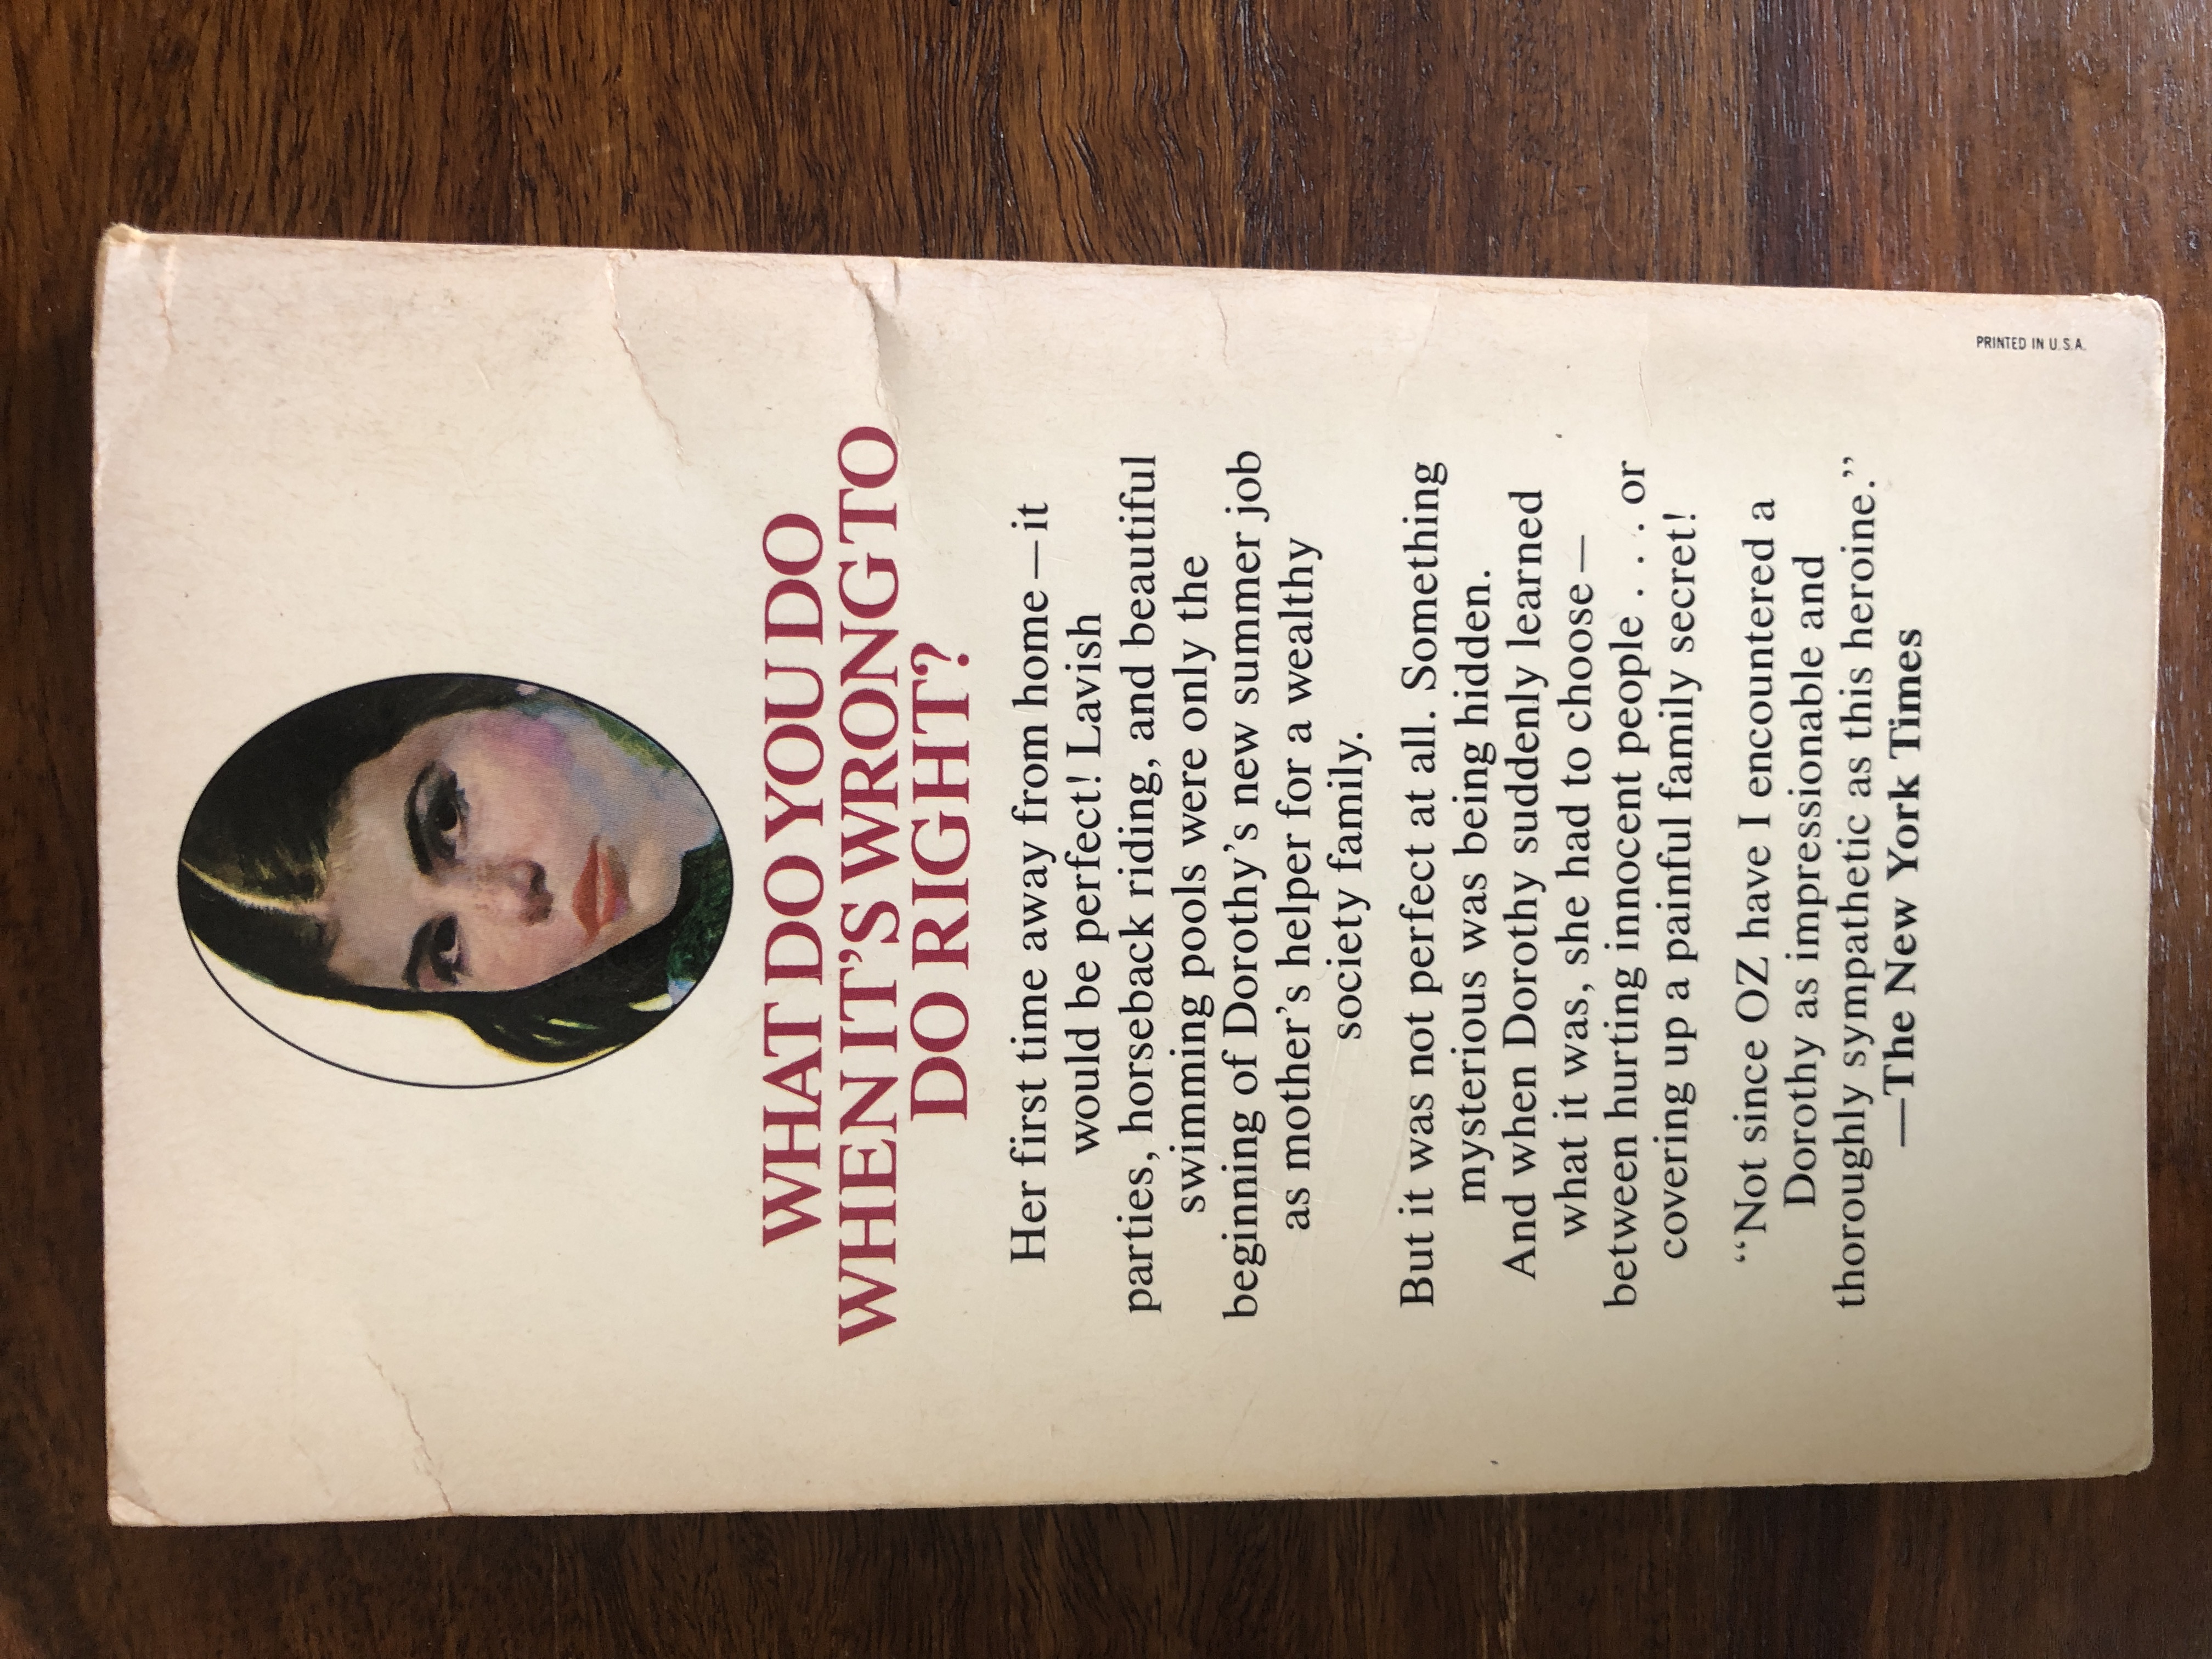 WHAT DO YOU DO
WHEN IT'S WRONG TO
DO RIGHT?
Her first time away from home—it
would be perfect! Lavish
parties, horseback riding, and beautiful
swimming pools were only the
beginning of Dorothy's new summer job
as mother's helper for a wealthy
society family.
But it was not perfect at all. Something
mysterious was being hidden.
And when Dorothy suddenly learned
what it was, she had to choose—
between hurting innocent people . . . or
covering up a painful family secret!
“Not since OZ have I encountered a
Dorothy as impressionable and
thoroughly sympathetic as this heroine.”
—The New York Times
PRINTED IN U.S.A.